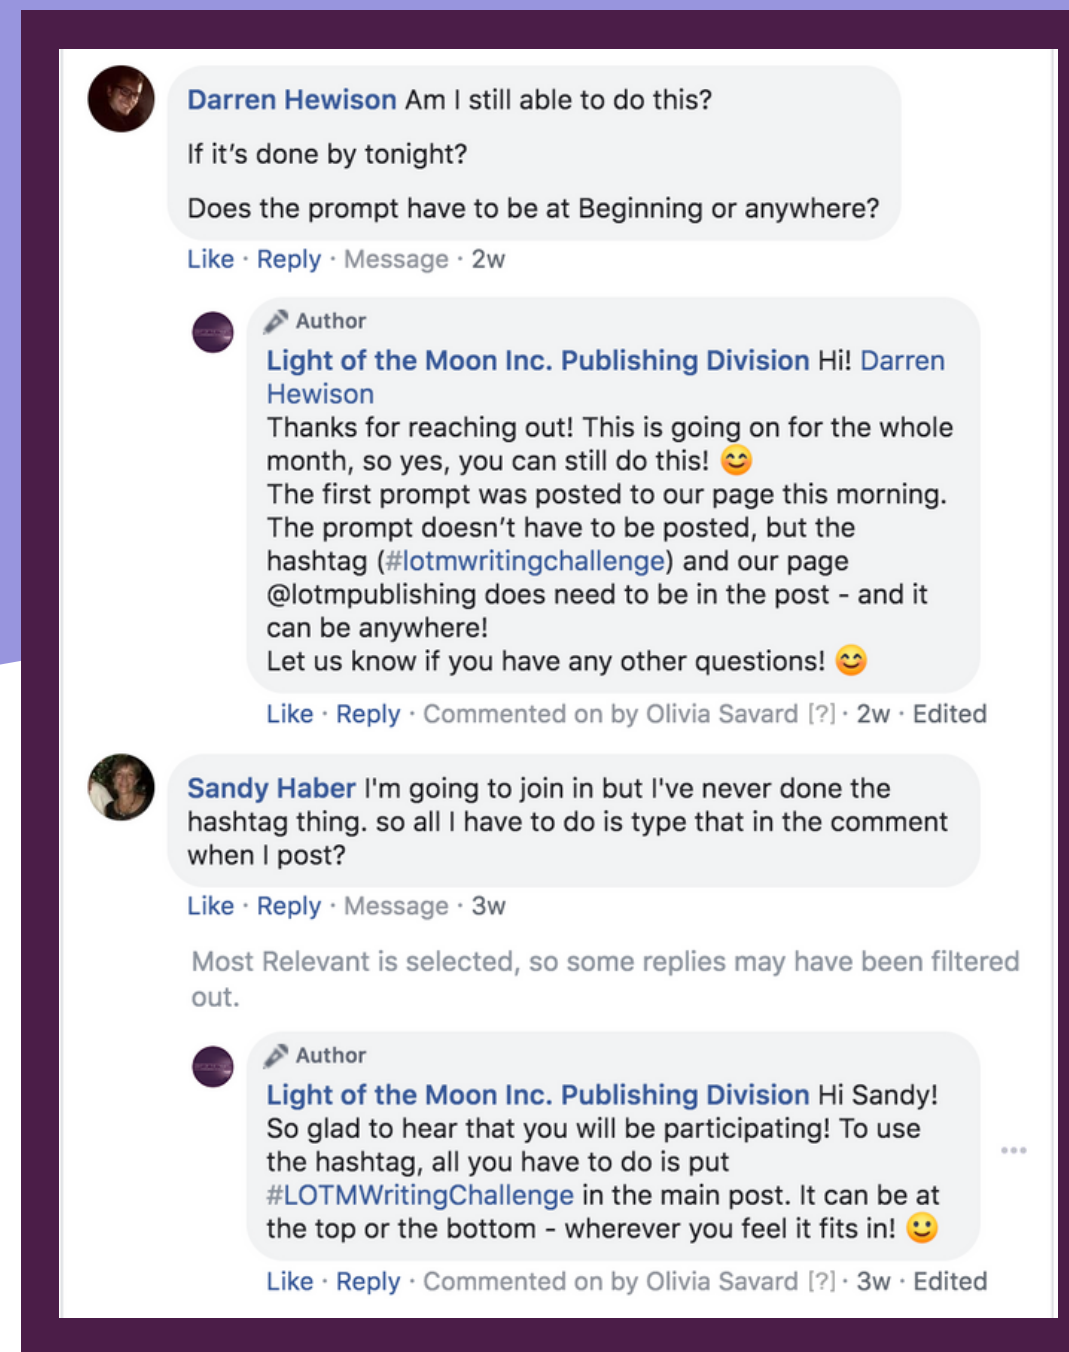 Darren Hewison Am I still able to do this?
If it's done by tonight?
Does the prompt have to be at Beginning or anywhere?
Like · Reply · Message · 2w
Author
Light of the Moon Inc. Publishing Division Hi! Darren
Hewison
Thanks for reaching out! This is going on for the whole
month, so yes, you can still do this! 😊
The first prompt was posted to our page this morning.
The prompt doesn't have to be posted, but the
hashtag (#lotmwritingchallenge) and our page
@lotmpublishing does need to be in the post - and it
can be anywhere!
Let us know if you have any other questions! 😊
Like · Reply · Commented on by Olivia Savard [?] · 2w · Edited
Sandy Haber I'm going to join in but I've never done the
hashtag thing. so all I have to do is type that in the comment
when I post?
Like · Reply · Message · 3w
Most Relevant is selected, so some replies may have been filtered
out.
Author
Light of the Moon Inc. Publishing Division Hi Sandy!
So glad to hear that you will be participating! To use
the hashtag, all you have to do is put
#LOTMWritingChallenge in the main post. It can be at
the top or the bottom - wherever you feel it fits in! 🙂
Like · Reply · Commented on by Olivia Savard [?] · 3w · Edited